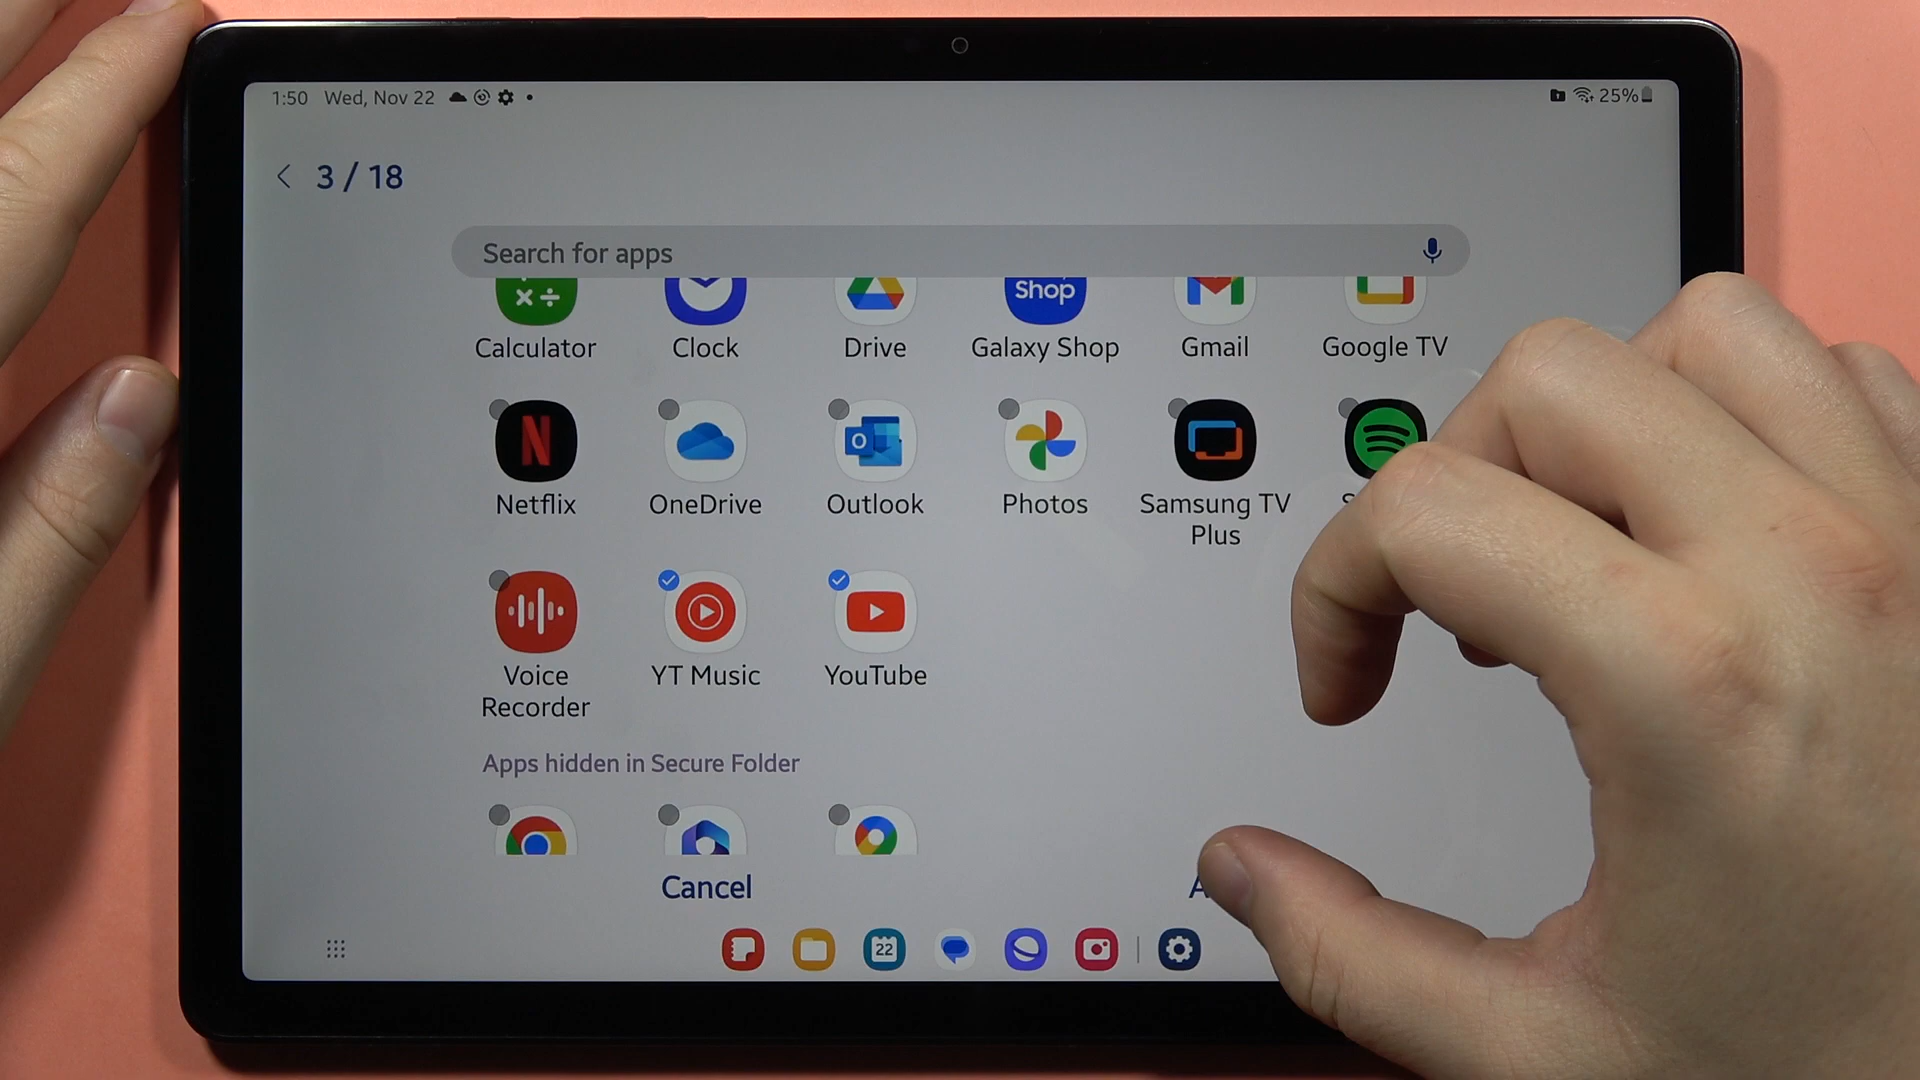 1:50 Wed, Nov 22
25%
3 / 18
Search for apps
Shop
Calculator Clock Drive Galaxy Shop Gmail Google TV
Netflix OneDrive Outlook Photos Samsung TV Plus
Voice Recorder YT Music YouTube
Apps hidden in Secure Folder
Cancel
22